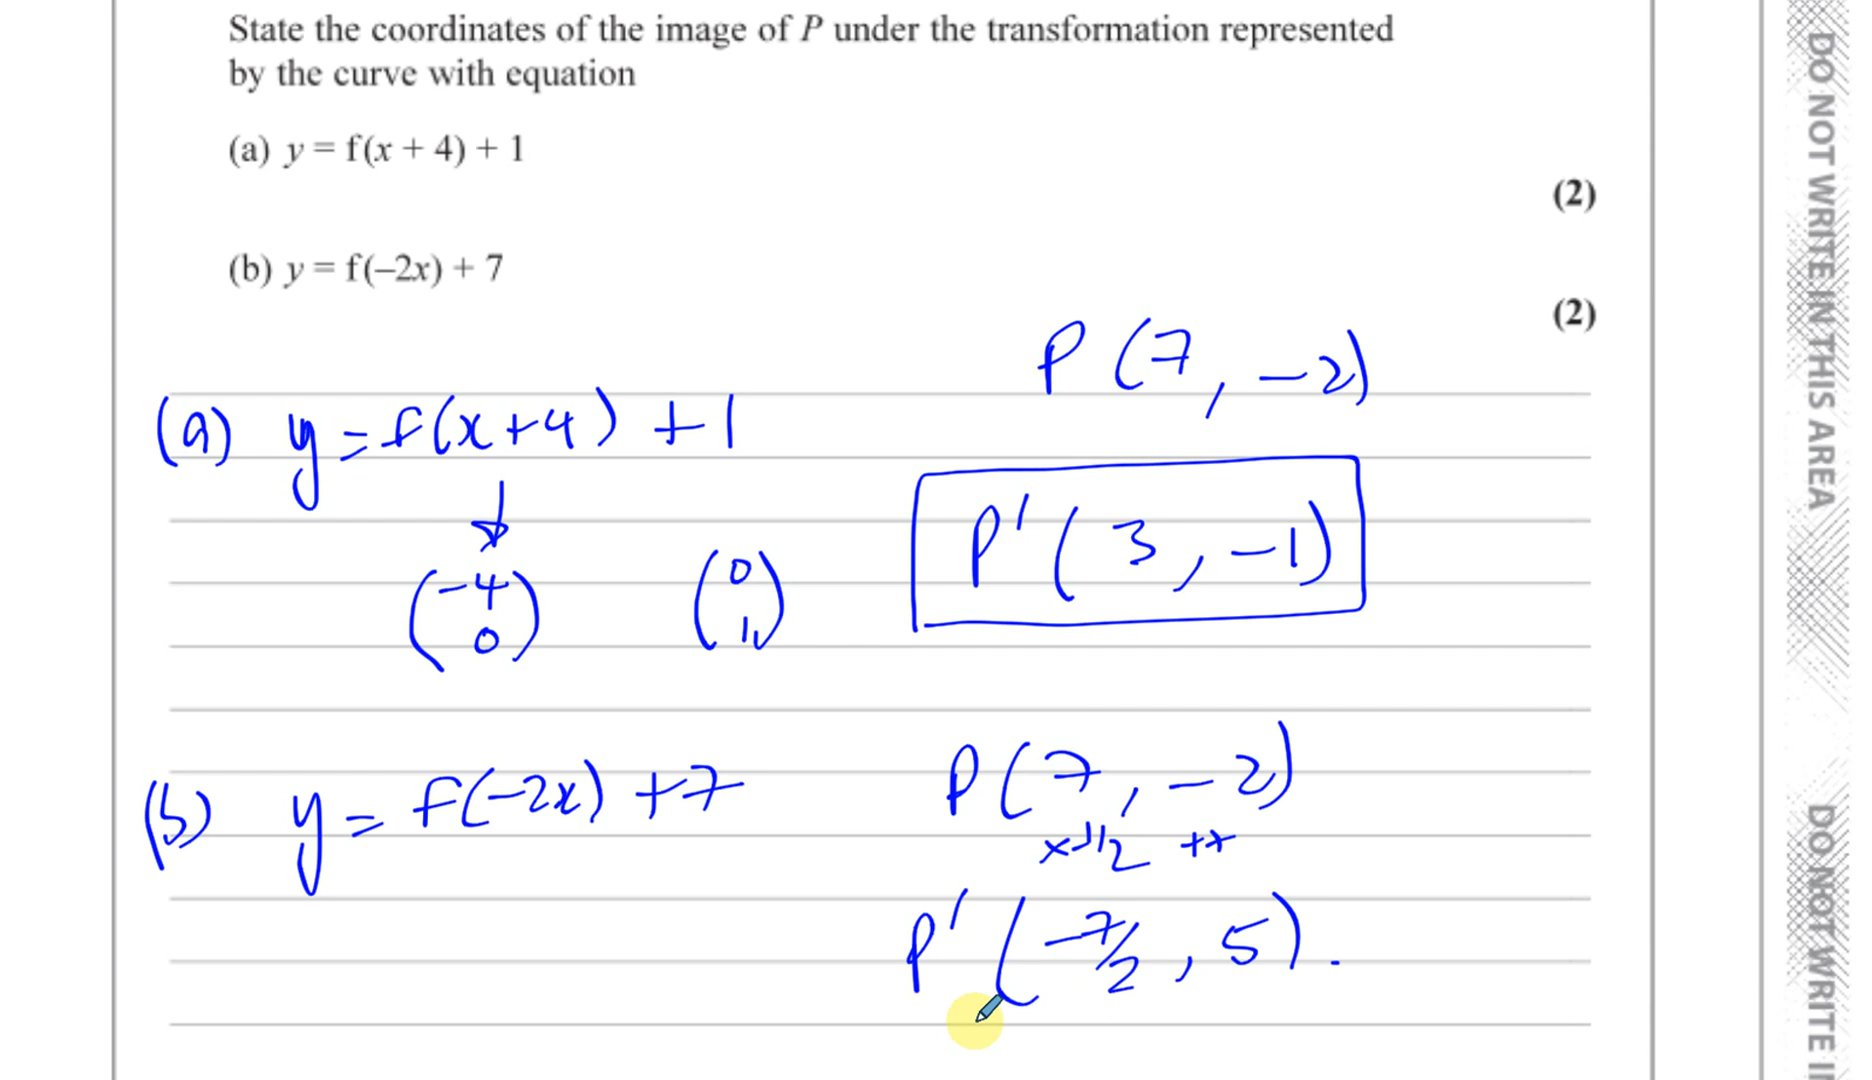 State the coordinates of the image of P under the transformation represented
by the curve with equation
(a) y = f(x + 4) + 1
(2)
(b) y = f(–2x) + 7
(2)
P (7, -2)
(a) y = f(x+4) + 1
P' (3, -1)
(-4 0) (0 1)
(b) y = f(-2x) + 7
P (7, -2)
P' (-7/2, 5).
DO NOT WRITE IN THIS AREA
DO NOT WRITE I